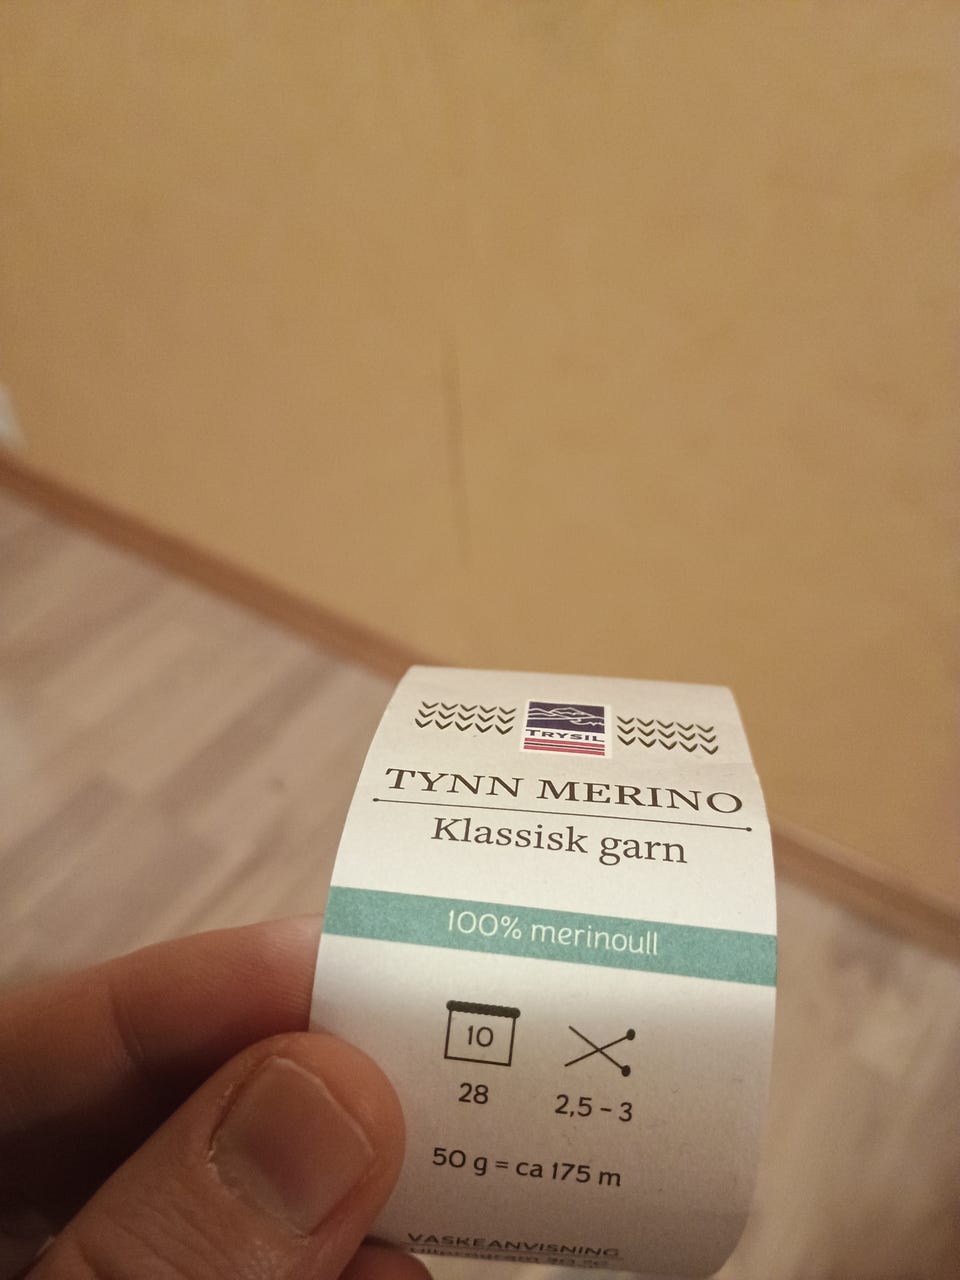 TRYSIL
TYNN MERINO
Klassisk garn
100% merinoull
10
28
2,5 - 3
50 g = ca 175 m
VASKEANVISNING